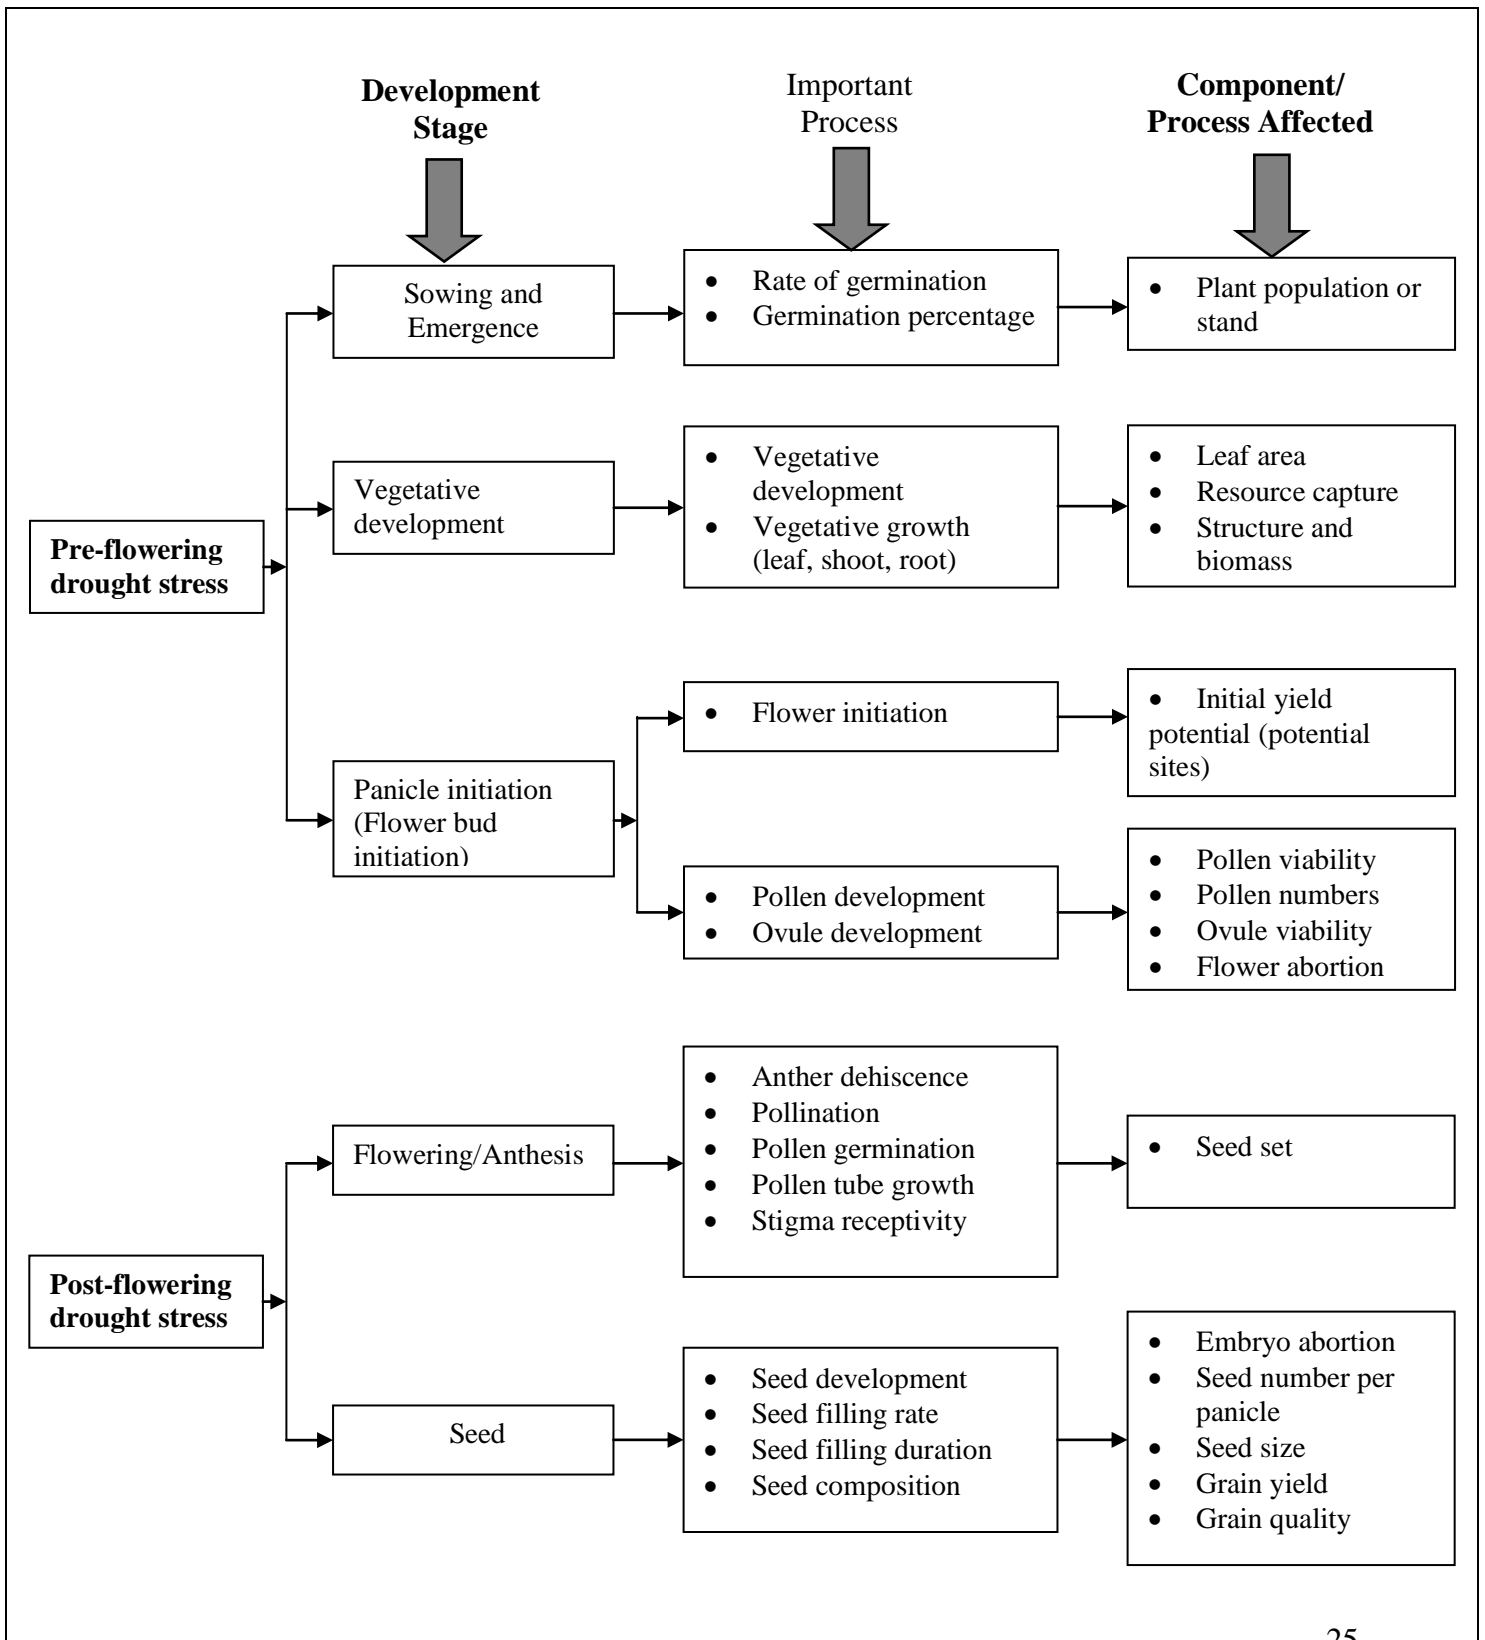 Development
Stage
Important
Process
Component/
Process Affected
Sowing and
Emergence
• Rate of germination
• Germination percentage
• Plant population or
stand
Pre-flowering
drought stress
Vegetative
development
• Vegetative
development
• Vegetative growth
(leaf, shoot, root)
• Leaf area
• Resource capture
• Structure and
biomass
Panicle initiation
(Flower bud
initiation)
• Flower initiation
• Initial yield
potential (potential
sites)
• Pollen development
• Ovule development
• Pollen viability
• Pollen numbers
• Ovule viability
• Flower abortion
Post-flowering
drought stress
Flowering/Anthesis
• Anther dehiscence
• Pollination
• Pollen germination
• Pollen tube growth
• Stigma receptivity
• Seed set
Seed
• Seed development
• Seed filling rate
• Seed filling duration
• Seed composition
• Embryo abortion
• Seed number per
panicle
• Seed size
• Grain yield
• Grain quality
25